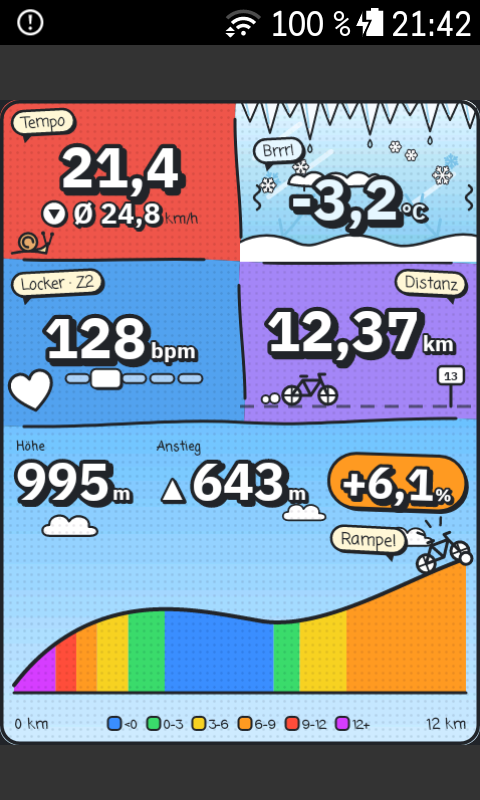 100 % 21:42
Tempo
21,4
Ø 24,8 km/h
Brrr!
-3,2 °C
Locker · Z2
128 bpm
Distanz
12,37 km
13
Höhe
995 m
Anstieg
643 m
+6,1 %
Rampe!
0 km
<0 0-3 3-6 6-9 9-12 12+
12 km